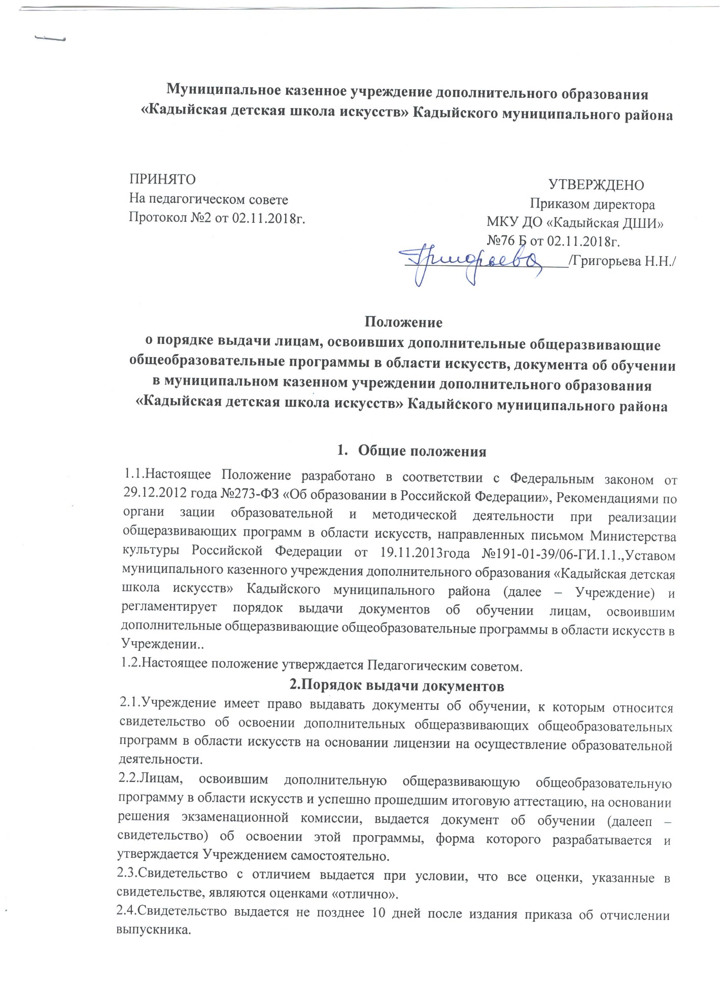 Муниципальное казенное учреждение дополнительного образования
«Кадыйская детская школа искусств» Кадыйского муниципального района
ПРИНЯТО
На педагогическом совете
Протокол №2 от 02.11.2018г.
УТВЕРЖДЕНО
Приказом директора
МКУ ДО «Кадыйская ДШИ»
№76 Б от 02.11.2018г.
Григорьева /Григорьева Н.Н./
Положение
о порядке выдачи лицам, освоивших дополнительные общеразвивающие
общеобразовательные программы в области искусств, документа об обучении
в муниципальном казенном учреждении дополнительного образования
«Кадыйская детская школа искусств» Кадыйского муниципального района
1. Общие положения
1.1.Настоящее Положение разработано в соответствии с Федеральным законом от
29.12.2012 года №273-ФЗ «Об образовании в Российской Федерации», Рекомендациями по
органи зации образовательной и методической деятельности при реализации
общеразвивающих программ в области искусств, направленных письмом Министерства
культуры Российской Федерации от 19.11.2013года №191-01-39/06-ГИ.1.1.,Уставом
муниципального казенного учреждения дополнительного образования «Кадыйская детская
школа искусств» Кадыйского муниципального района (далее – Учреждение) и
регламентирует порядок выдачи документов об обучении лицам, освоившим
дополнительные общеразвивающие общеобразовательные программы в области искусств в
Учреждении..
1.2.Настоящее положение утверждается Педагогическим советом.
2.Порядок выдачи документов
2.1.Учреждение имеет право выдавать документы об обучении, к которым относится
свидетельство об освоении дополнительных общеразвивающих общеобразовательных
программ в области искусств на основании лицензии на осуществление образовательной
деятельности.
2.2.Лицам, освоившим дополнительную общеразвивающую общеобразовательную
программу в области искусств и успешно прошедшим итоговую аттестацию, на основании
решения экзаменационной комиссии, выдается документ об обучении (далееп –
свидетельство) об освоении этой программы, форма которого разрабатывается и
утверждается Учреждением самостоятельно.
2.3.Свидетельство с отличием выдается при условии, что все оценки, указанные в
свидетельстве, являются оценками «отлично».
2.4.Свидетельство выдается не позднее 10 дней после издания приказа об отчислении
выпускника.